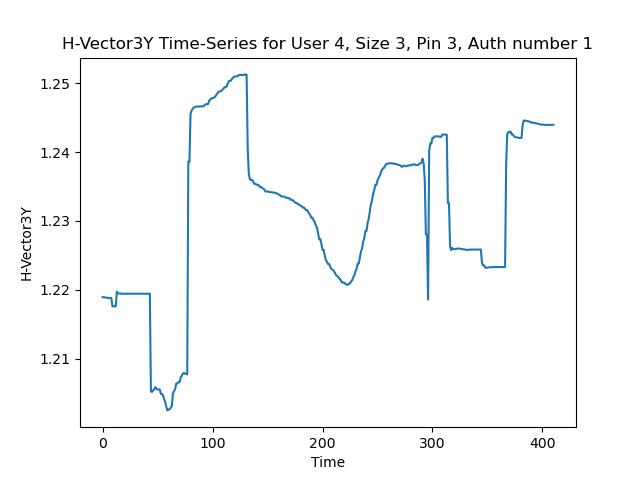 H-Vector3Y Time-Series for User 4, Size 3, Pin 3, Auth number 1
1.25
1.24
1.23
1.22
1.21
H-Vector3Y
0 100 200 300 400
Time